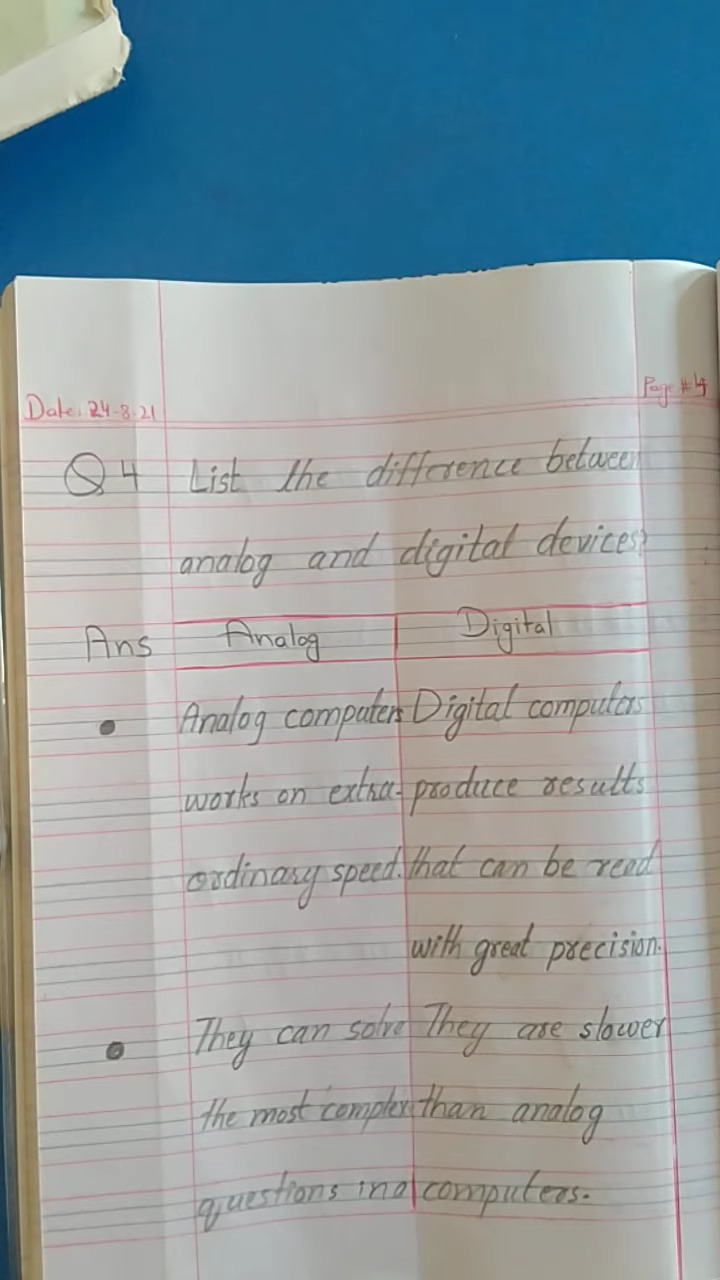 Date: 24-8-21
Page #4
Q 4 List the difference between
analog and digital devices?
Ans Analog Digital
• Analog computers Digital computers
works on extra- produce results
ordinary speed. that can be read
with great precision.
• They can solve They are slower
the most complex than analog
questions in a computers.